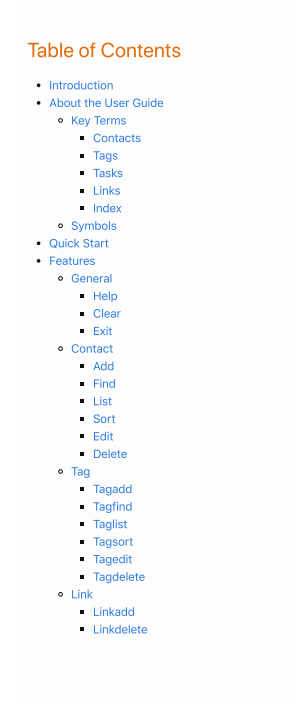 Table of Contents
Introduction
About the User Guide
Key Terms
Contacts
Tags
Tasks
Links
Index
Symbols
Quick Start
Features
General
Help
Clear
Exit
Contact
Add
Find
List
Sort
Edit
Delete
Tag
Tagadd
Tagfind
Taglist
Tagsort
Tagedit
Tagdelete
Link
Linkadd
Linkdelete